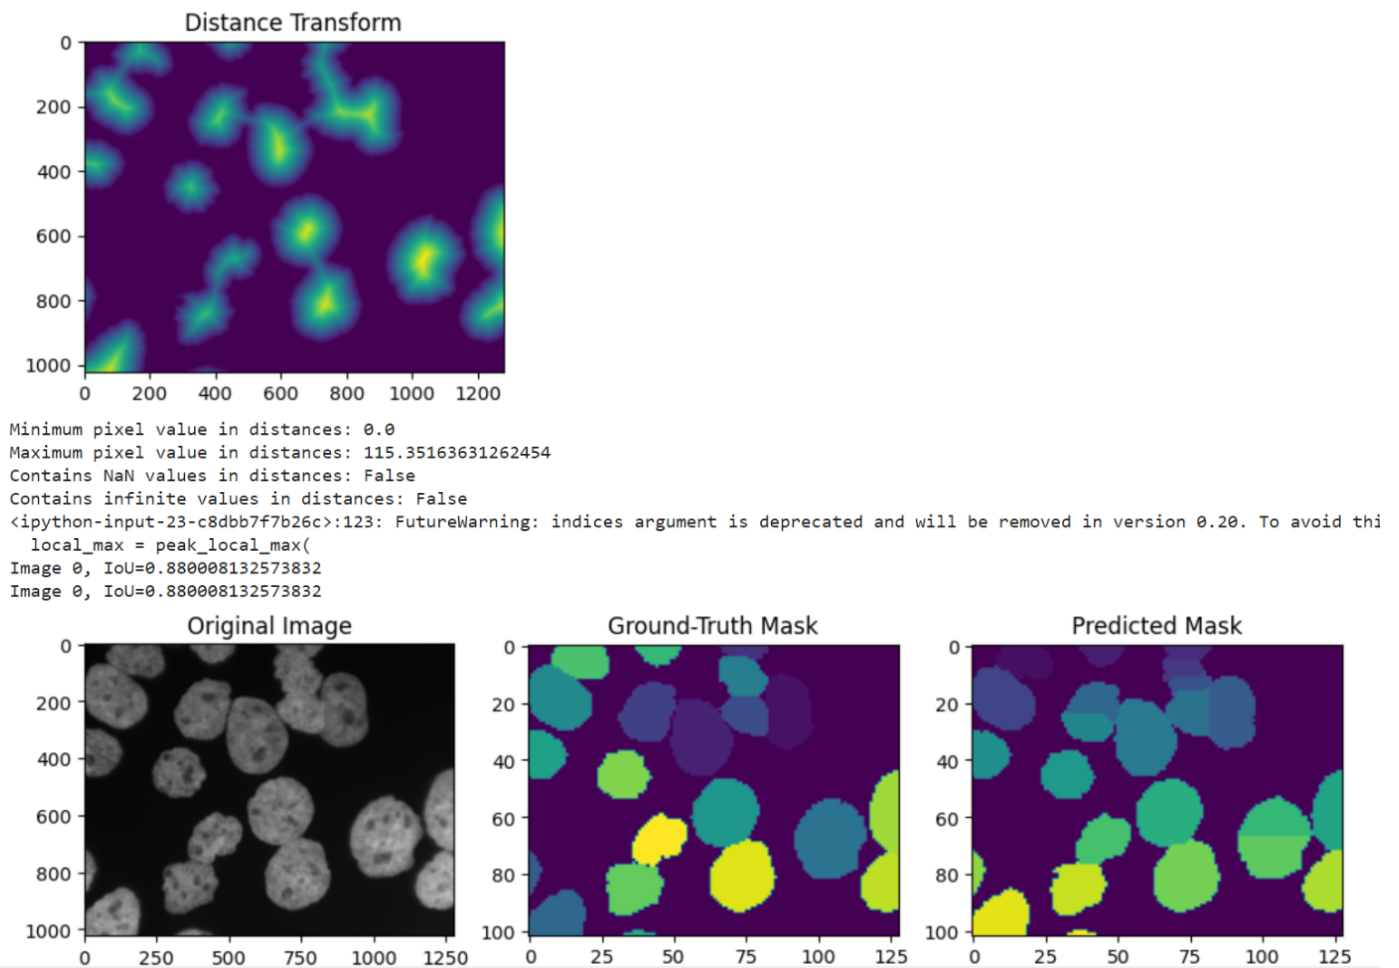 Distance Transform
0
200
400
600
800
1000
0 200 400 600 800 1000 1200
Minimum pixel value in distances: 0.0
Maximum pixel value in distances: 115.35163631262454
Contains NaN values in distances: False
Contains infinite values in distances: False
<ipython-input-23-c8dbb7f7b26c>:123: FutureWarning: indices argument is deprecated and will be removed in version 0.20. To avoid thi
local_max = peak_local_max(
Image 0, IoU=0.880008132573832
Image 0, IoU=0.880008132573832
Original Image Ground-Truth Mask Predicted Mask
0 0 0
200 20 20
400 40 40
600 60 60
800 80 80
1000 100 100
0 250 500 750 1000 1250 0 25 50 75 100 125 0 25 50 75 100 125